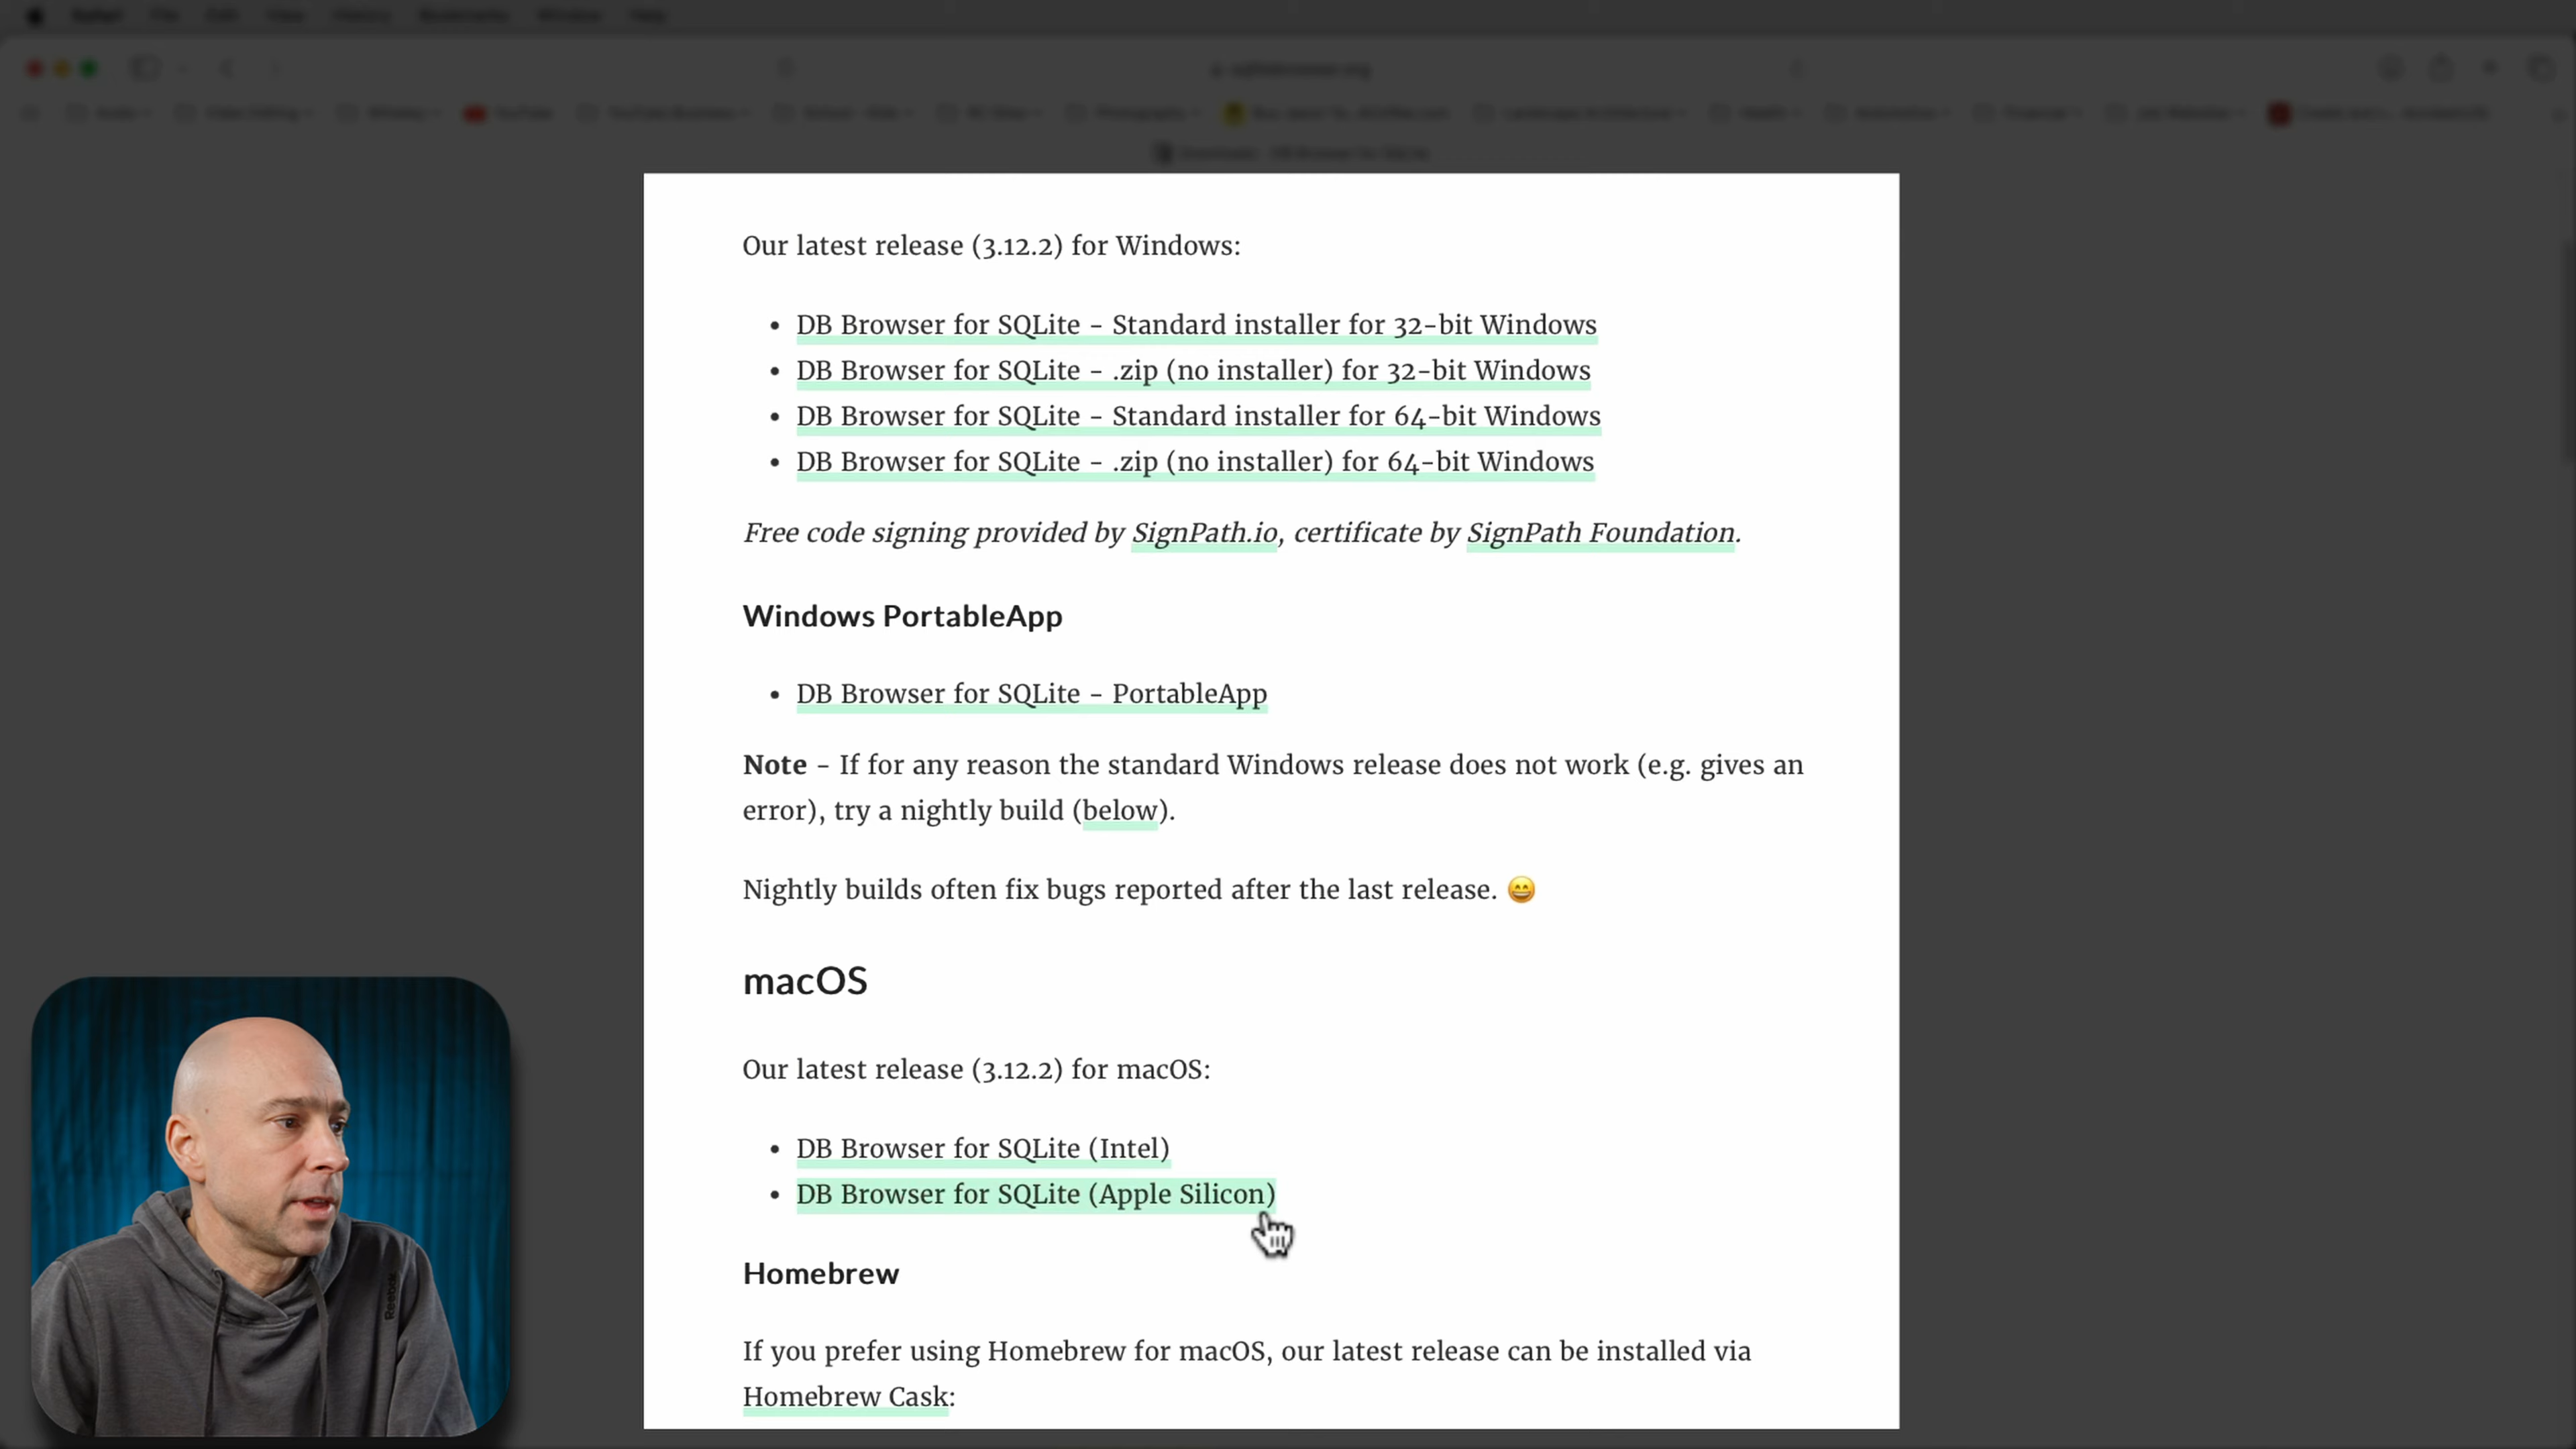 Our latest release (3.12.2) for Windows:
• DB Browser for SQLite - Standard installer for 32-bit Windows
• DB Browser for SQLite - .zip (no installer) for 32-bit Windows
• DB Browser for SQLite - Standard installer for 64-bit Windows
• DB Browser for SQLite - .zip (no installer) for 64-bit Windows
Free code signing provided by SignPath.io, certificate by SignPath Foundation.
Windows PortableApp
• DB Browser for SQLite - PortableApp
Note - If for any reason the standard Windows release does not work (e.g. gives an
error), try a nightly build (below).
Nightly builds often fix bugs reported after the last release. 😄
macOS
Our latest release (3.12.2) for macOS:
• DB Browser for SQLite (Intel)
• DB Browser for SQLite (Apple Silicon)
Homebrew
If you prefer using Homebrew for macOS, our latest release can be installed via
Homebrew Cask:
Reebok